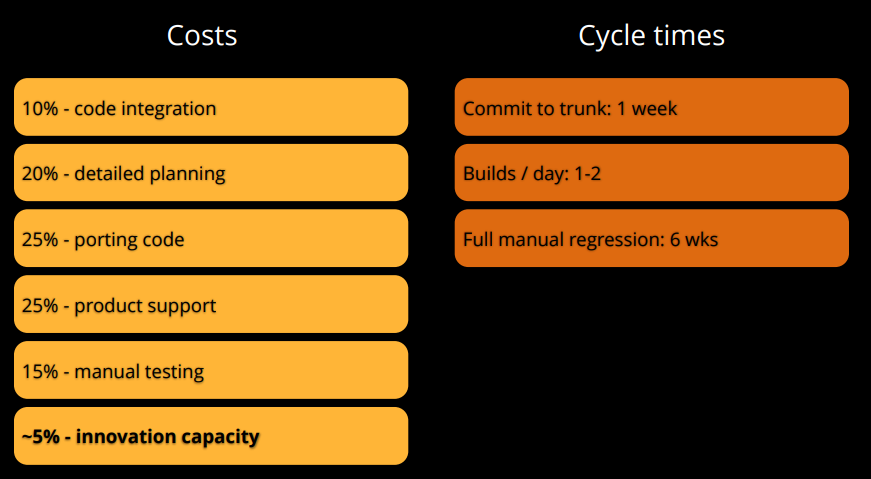 Costs
10% - code integration
20% - detailed planning
25% - porting code
25% - product support
15% - manual testing
~5% - innovation capacity
Cycle times
Commit to trunk: 1 week
Builds / day: 1-2
Full manual regression: 6 wks